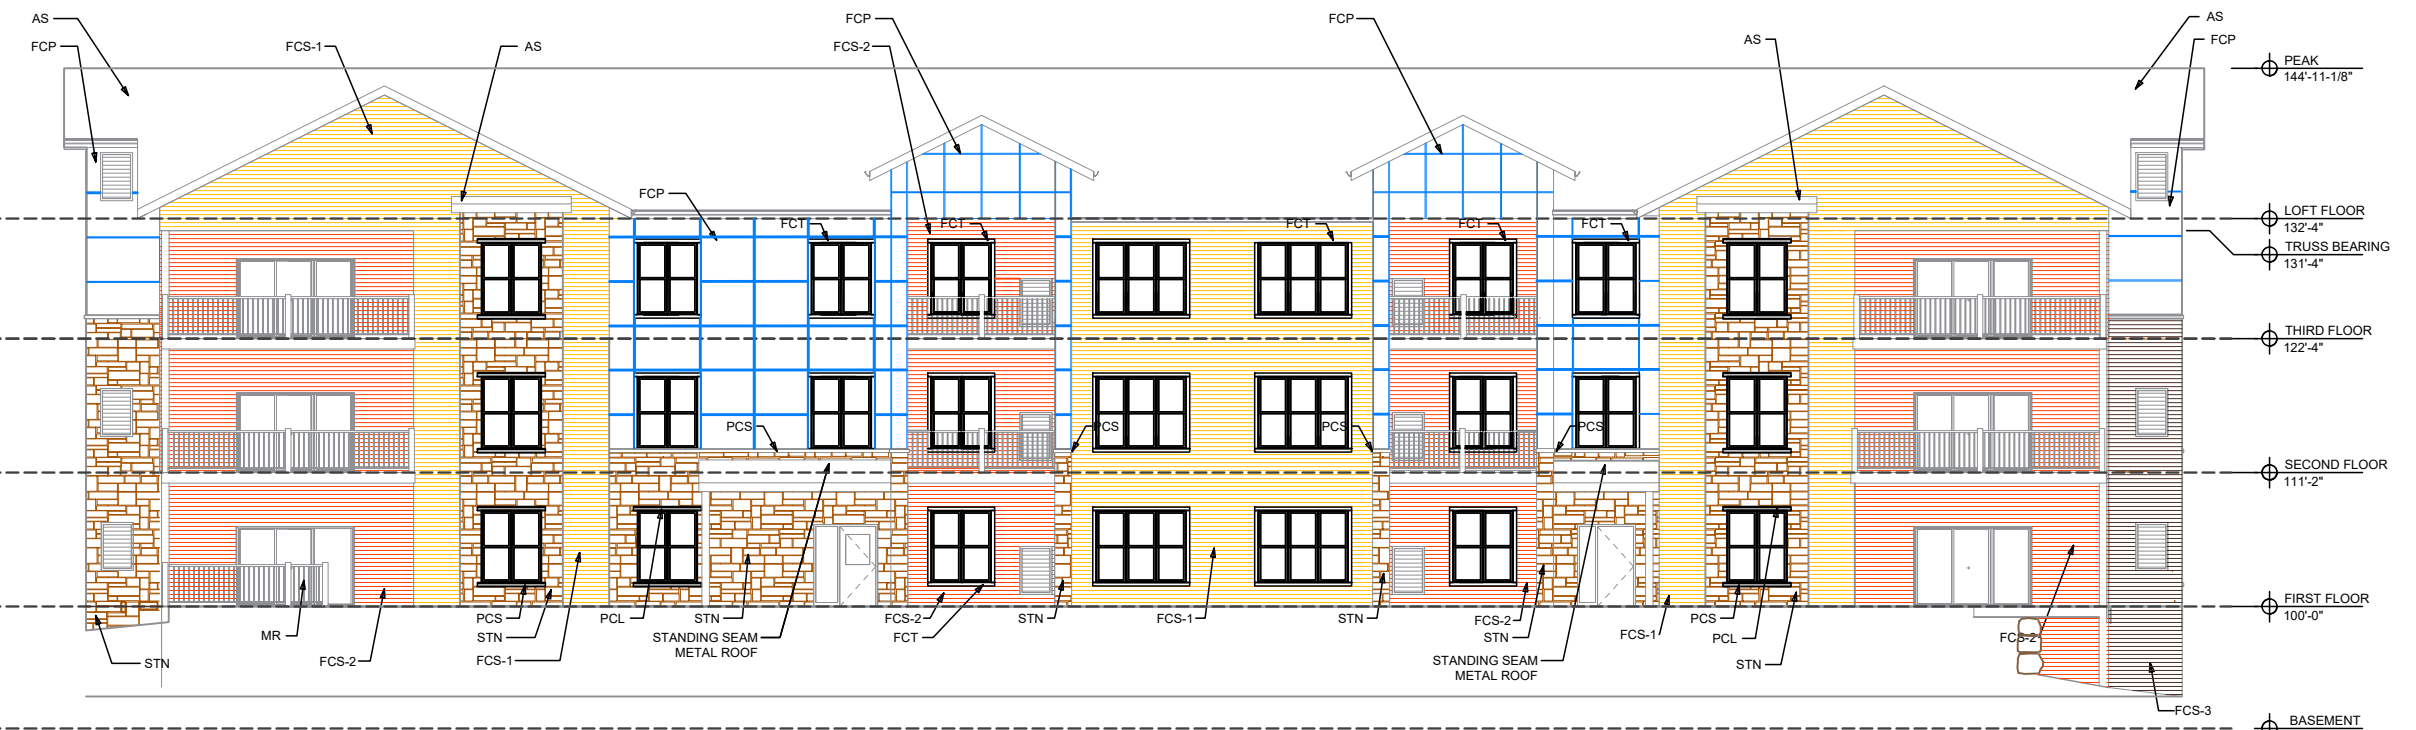 AS
FCP
AS
FCP
FCS-1
AS
FCP
FCS-2
FCP
AS
FCP
PEAK
144'-11-1/8"
FCP
FCT
FCT
FCT
FCT
FCT
LOFT FLOOR
132'-4"
TRUSS BEARING
131'-4"
THIRD FLOOR
122'-4"
PCS
PCS
PCS
PCS
SECOND FLOOR
111'-2"
FIRST FLOOR
100'-0"
PCS
PCL
STN
FCS-2
STN
FCS-1
STN
FCS-2
PCS
MR
STN
STANDING SEAM
METAL ROOF
FCT
STN
FCS-1
PCL
FCS-2
STN
FCS-2
FCS-1
STANDING SEAM
METAL ROOF
STN
FCS-3
BASEMENT